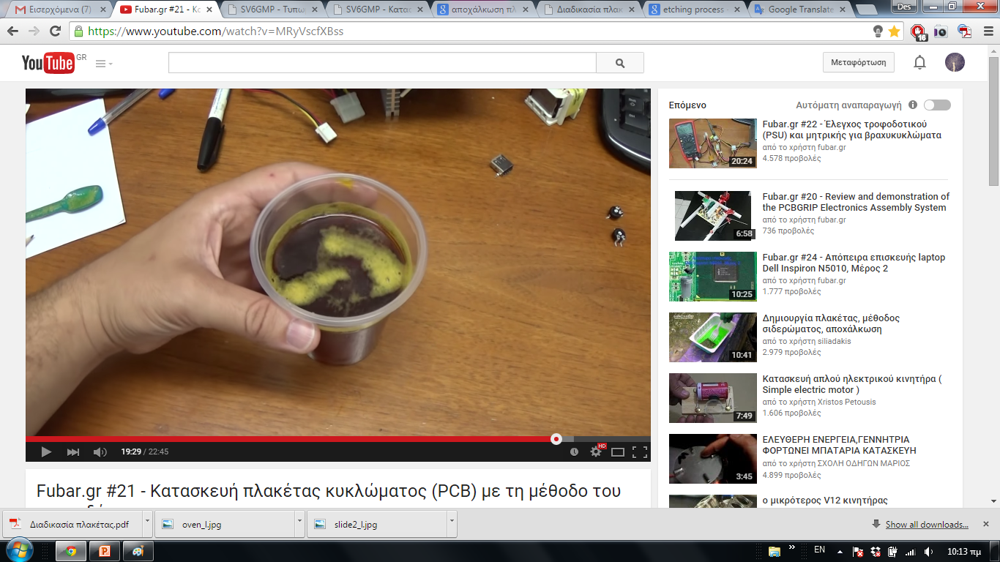 Εισερχόμενα (7)
Fubar.gr #21 - Κα
SV6GMP - Τυπω
SV6GMP - Κατασ
αποχάλκωση πλ
Διαδικασία πλακ
etching process
Google Translate
Des
https://www.youtube.com/watch?v=MRyVscfXBss
16
YouTube GR
Μεταφόρτωση
Επόμενο
Αυτόματη αναπαραγωγή
Fubar.gr #22 - Έλεγχος τροφοδοτικού
(PSU) και μητρικής για βραχυκυκλώματα
από το χρήστη fubar.gr
4.578 προβολές
20:24
Fubar.gr #20 - Review and demonstration of
the PCBGRIP Electronics Assembly System
από το χρήστη fubar.gr
736 προβολές
6:58
Fubar.gr #24 - Απόπειρα επισκευής laptop
Dell Inspiron N5010, Μέρος 2
από το χρήστη fubar.gr
1.777 προβολές
10:25
Δημιουργία πλακέτας, μέθοδος
σιδερώματος, αποχάλκωση
από το χρήστη siliadakis
2.979 προβολές
10:41
Κατασκευή απλού ηλεκτρικού κινητήρα (
Simple electric motor )
από το χρήστη Xristos Petousis
1.606 προβολές
7:49
ΕΛΕΥΘΕΡΗ ΕΝΕΡΓΕΙΑ,ΓΕΝΝΗΤΡΙΑ
ΦΟΡΤΩΝΕΙ ΜΠΑΤΑΡΙΑ ΚΑΤΑΣΚΕΥΗ
από το χρήστη ΣΧΟΛΗ ΟΔΗΓΩΝ ΜΑΡΙΟΣ
4.899 προβολές
3:45
ο μικρότερος V12 κινητήρας
19:29 / 22:45
HD
Fubar.gr #21 - Κατασκευή πλακέτας κυκλώματος (PCB) με τη μέθοδο του
Διαδικασία πλακέτας.pdf
oven_l.jpg
slide2_l.jpg
Show all downloads...
EN
10:13 πμ